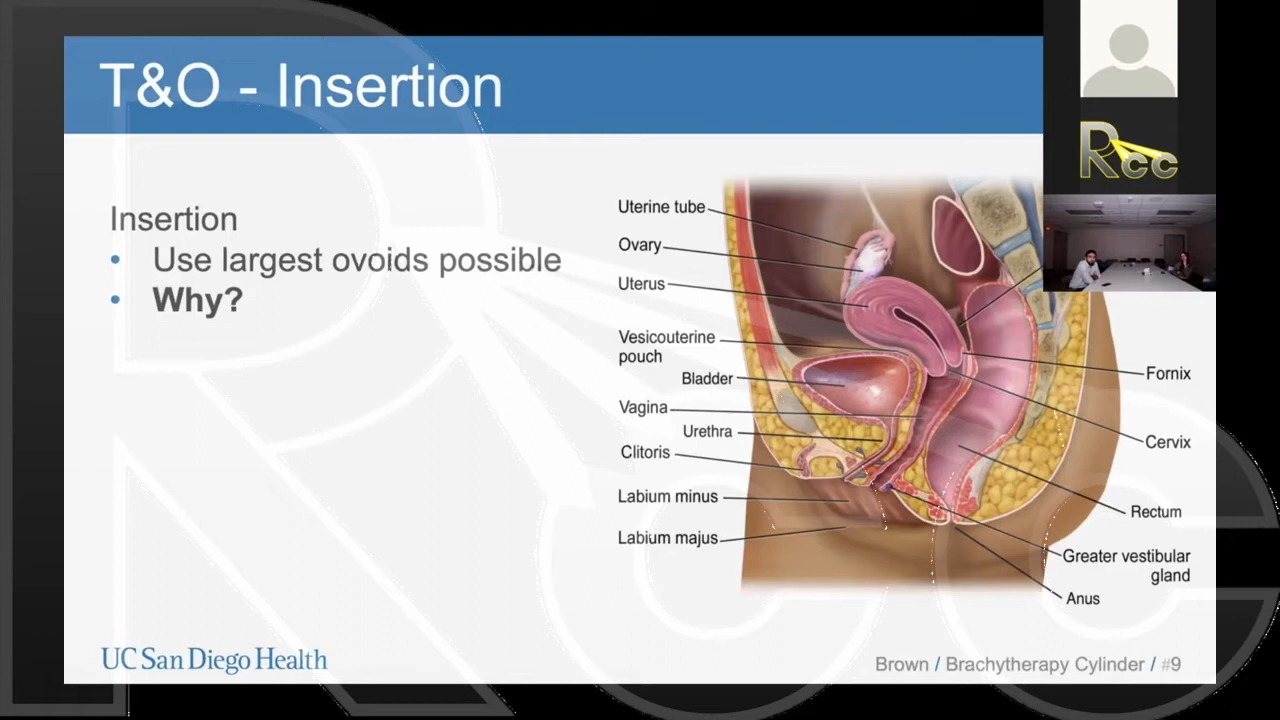 T&O - Insertion
Rcc
Insertion
• Use largest ovoids possible
• Why?
Uterine tube
Ovary
Uterus
Vesicouterine
pouch
Bladder
Vagina
Urethra
Clitoris
Labium minus
Labium majus
Fornix
Cervix
Rectum
Greater vestibular
gland
Anus
UC San Diego Health
Brown / Brachytherapy Cylinder / #9